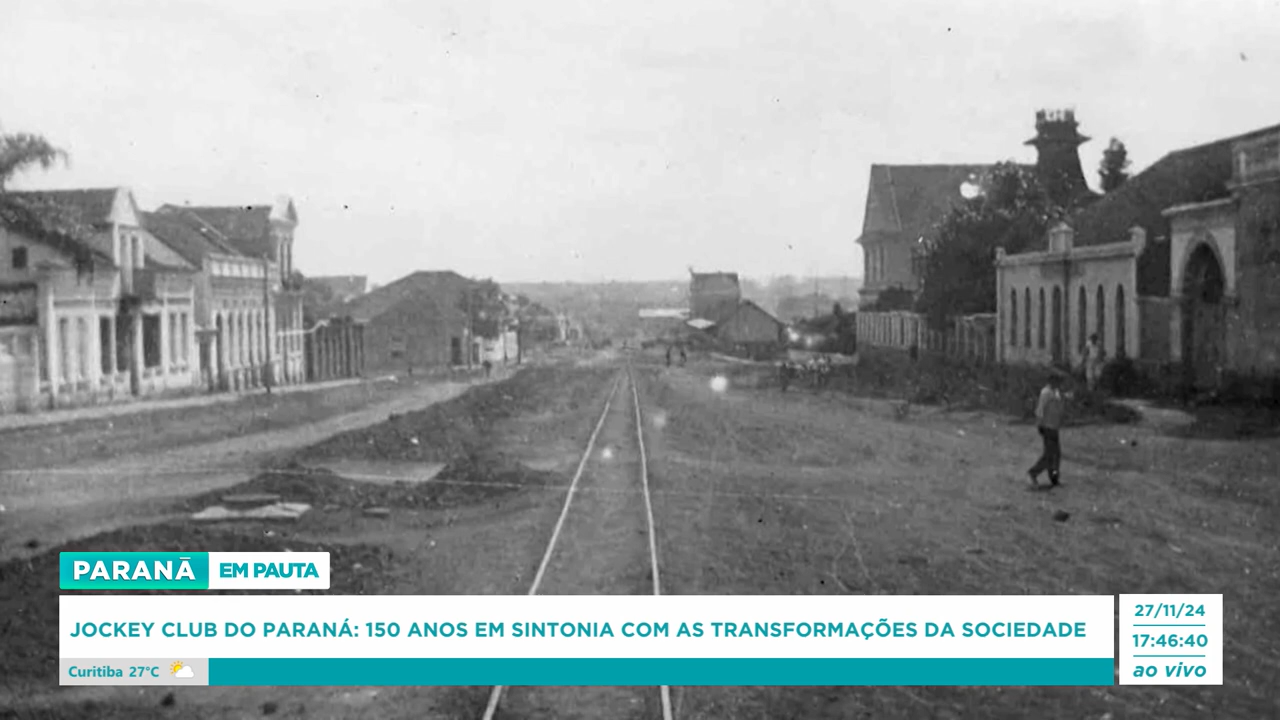 PARANÁ EM PAUTA
JOCKEY CLUB DO PARANÁ: 150 ANOS EM SINTONIA COM AS TRANSFORMAÇÕES DA SOCIEDADE
Curitiba 27°C
27/11/24
17:46:40
ao vivo